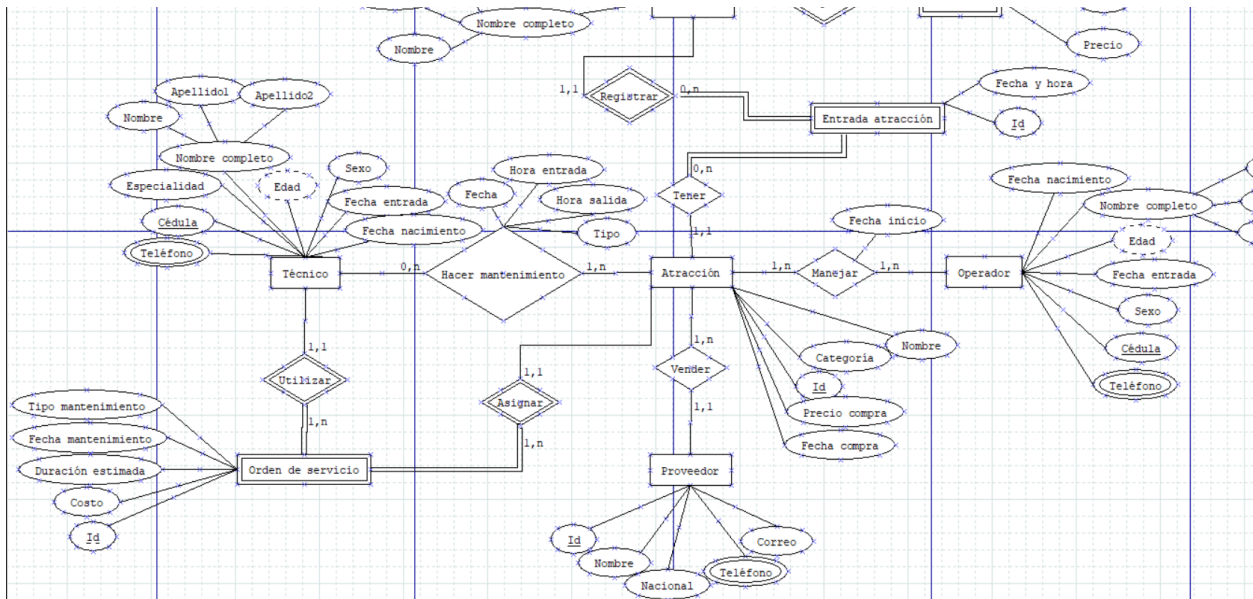 Nombre completo
Nombre
Precio
Apellido1
Apellido2
1,1
Registrar
0,n
Fecha y hora
Nombre
Entrada atracción
Id
Nombre completo
Sexo
Hora entrada
0,n
Fecha nacimiento
Especialidad
Edad
Fecha
Tener
Fecha entrada
Hora salida
Nombre completo
Cédula
Fecha inicio
Fecha nacimiento
Tipo
1,1
Edad
Teléfono
Técnico
0,n
Hacer mantenimiento
1,n
Atracción
1,n
Manejar
1,n
Operador
Fecha entrada
Sexo
1,n
Nombre
1,1
Categoría
Cédula
Utilizar
1,1
Vender
Id
Teléfono
Tipo mantenimiento
Asignar
1,1
Precio compra
1,n
Fecha mantenimiento
1,n
Fecha compra
Duración estimada
Orden de servicio
Proveedor
Costo
Id
Id
Correo
Nombre
Teléfono
Nacional